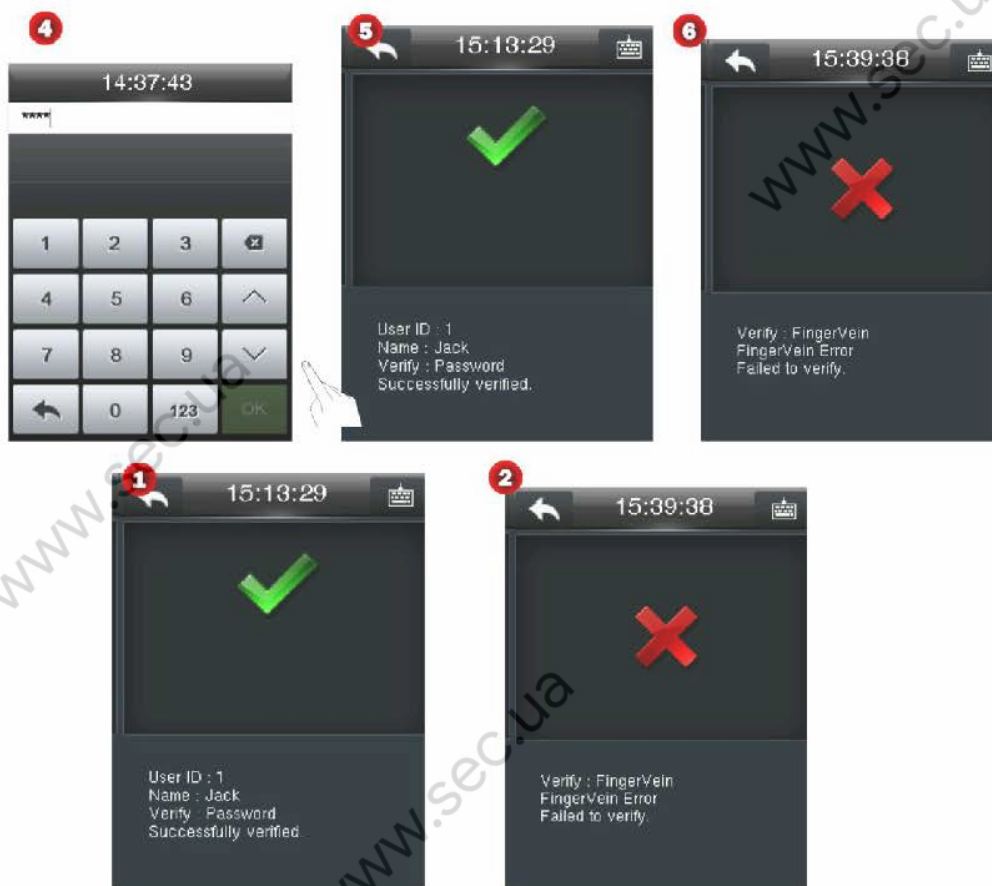 4
14:37:43
****
1 2 3
4 5 6
7 8 9
0 123 OK
5
15:13:29
User ID : 1
Name : Jack
Verify : Password
Successfully verified.
6
15:39:38
Verify : FingerVein
FingerVein Error
Failed to verify.
1
15:13:29
User ID : 1
Name : Jack
Verify : Password
Successfully verified.
2
15:39:38
Verify : FingerVein
FingerVein Error
Failed to verify.
www.sec.ua
www.sec.ua
www.sec.ua